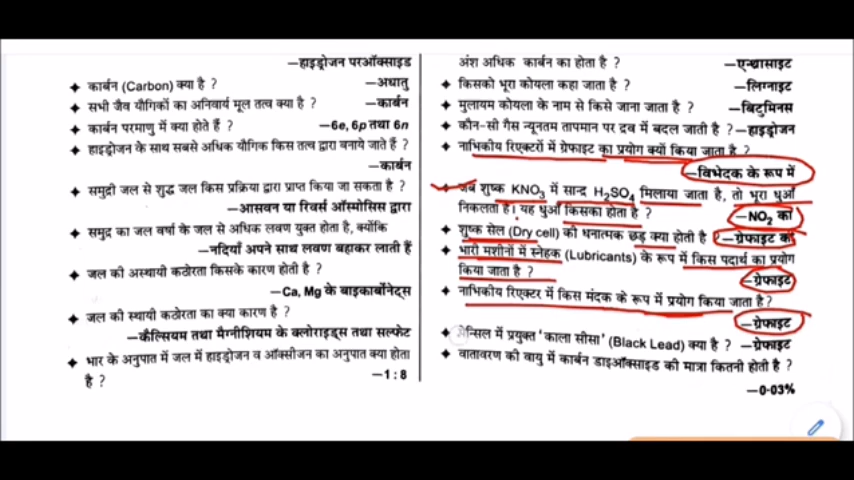 —हाइड्रोजन परऑक्साइड
✦ कार्बन (Carbon) क्या है ? —अधातु
✦ सभी जैव यौगिकों का अनिवार्य मूल तत्व क्या है ? —कार्बन
✦ कार्बन परमाणु में क्या होते हैं ? —6e, 6p तथा 6n
✦ हाइड्रोजन के साथ सबसे अधिक यौगिक किस तत्व द्वारा बनाये जाते हैं ?
—कार्बन
✦ समुद्री जल से शुद्ध जल किस प्रक्रिया द्वारा प्राप्त किया जा सकता है ?
—आसवन या रिवर्स ऑस्मोसिस द्वारा
✦ समुद्र का जल वर्षा के जल से अधिक लवण युक्त होता है, क्योंकि
—नदियाँ अपने साथ लवण बहाकर लाती हैं
✦ जल की अस्थायी कठोरता किसके कारण होती है ?
—Ca, Mg के बाइकार्बोनेट्स
✦ जल की स्थायी कठोरता का क्या कारण है ?
—कैल्सियम तथा मैग्नीशियम के क्लोराइड्स तथा सल्फेट
✦ भार के अनुपात में जल में हाइड्रोजन व ऑक्सीजन का अनुपात क्या होता
है ? —1 : 8
अंश अधिक कार्बन का होता है ? —एन्थ्रासाइट
✦ किसको भूरा कोयला कहा जाता है ? —लिग्नाइट
✦ मुलायम कोयला के नाम से किसे जाना जाता है ? —बिटुमिनस
✦ कौन-सी गैस न्यूनतम तापमान पर द्रव में बदल जाती है ? —हाइड्रोजन
✦ नाभिकीय रिएक्टरों में ग्रेफाइट का प्रयोग क्यों किया जाता है ?
—विभेदक के रूप में
जब शुष्क KNO₃ में सान्द्र H₂SO₄ मिलाया जाता है, तो भूरा धुआँ
निकलता है। यह धुआँ किसका होता है ? —NO₂ का
✦ शुष्क सेल (Dry cell) की धनात्मक छड़ क्या होती है ? —ग्रेफाइट की
✦ भारी मशीनों में स्नेहक (Lubricants) के रूप में किस पदार्थ का प्रयोग
किया जाता है ? —ग्रेफाइट
✦ नाभिकीय रिएक्टर में किस मंदक के रूप में प्रयोग किया जाता है ?
—ग्रेफाइट
पेन्सिल में प्रयुक्त 'काला सीसा' (Black Lead) क्या है ? —ग्रेफाइट
✦ वातावरण की वायु में कार्बन डाइऑक्साइड की मात्रा कितनी होती है ?
—0·03%